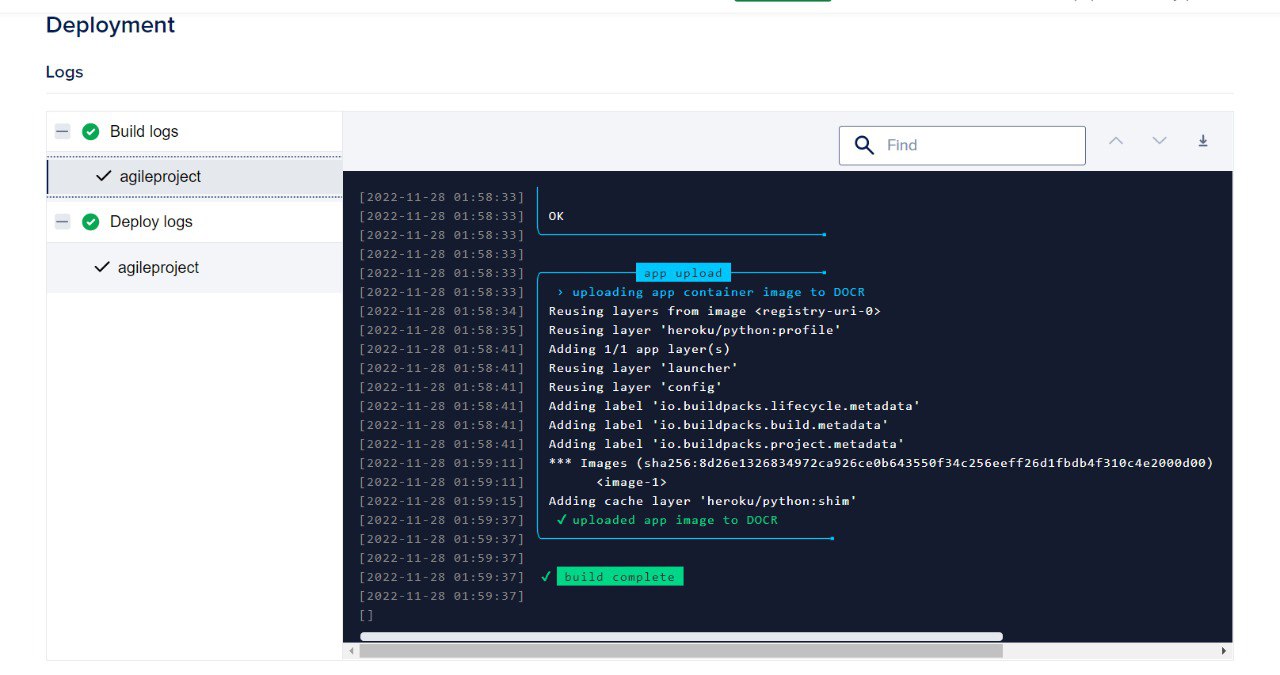 Deployment
Logs
Build logs
agileproject
Deploy logs
agileproject
Find
[2022-11-28 01:58:33]
[2022-11-28 01:58:33] OK
[2022-11-28 01:58:33]
[2022-11-28 01:58:33]
[2022-11-28 01:58:33] app upload
[2022-11-28 01:58:33] › uploading app container image to DOCR
[2022-11-28 01:58:34] Reusing layers from image <registry-uri-0>
[2022-11-28 01:58:35] Reusing layer 'heroku/python:profile'
[2022-11-28 01:58:41] Adding 1/1 app layer(s)
[2022-11-28 01:58:41] Reusing layer 'launcher'
[2022-11-28 01:58:41] Reusing layer 'config'
[2022-11-28 01:58:41] Adding label 'io.buildpacks.lifecycle.metadata'
[2022-11-28 01:58:41] Adding label 'io.buildpacks.build.metadata'
[2022-11-28 01:58:41] Adding label 'io.buildpacks.project.metadata'
[2022-11-28 01:59:11] *** Images (sha256:8d26e1326834972ca926ce0b643550f34c256eeff26d1fbdb4f310c4e2000d00)
[2022-11-28 01:59:11] <image-1>
[2022-11-28 01:59:15] Adding cache layer 'heroku/python:shim'
[2022-11-28 01:59:37] ✓ uploaded app image to DOCR
[2022-11-28 01:59:37]
[2022-11-28 01:59:37]
[2022-11-28 01:59:37] ✓ build complete
[2022-11-28 01:59:37]
[]